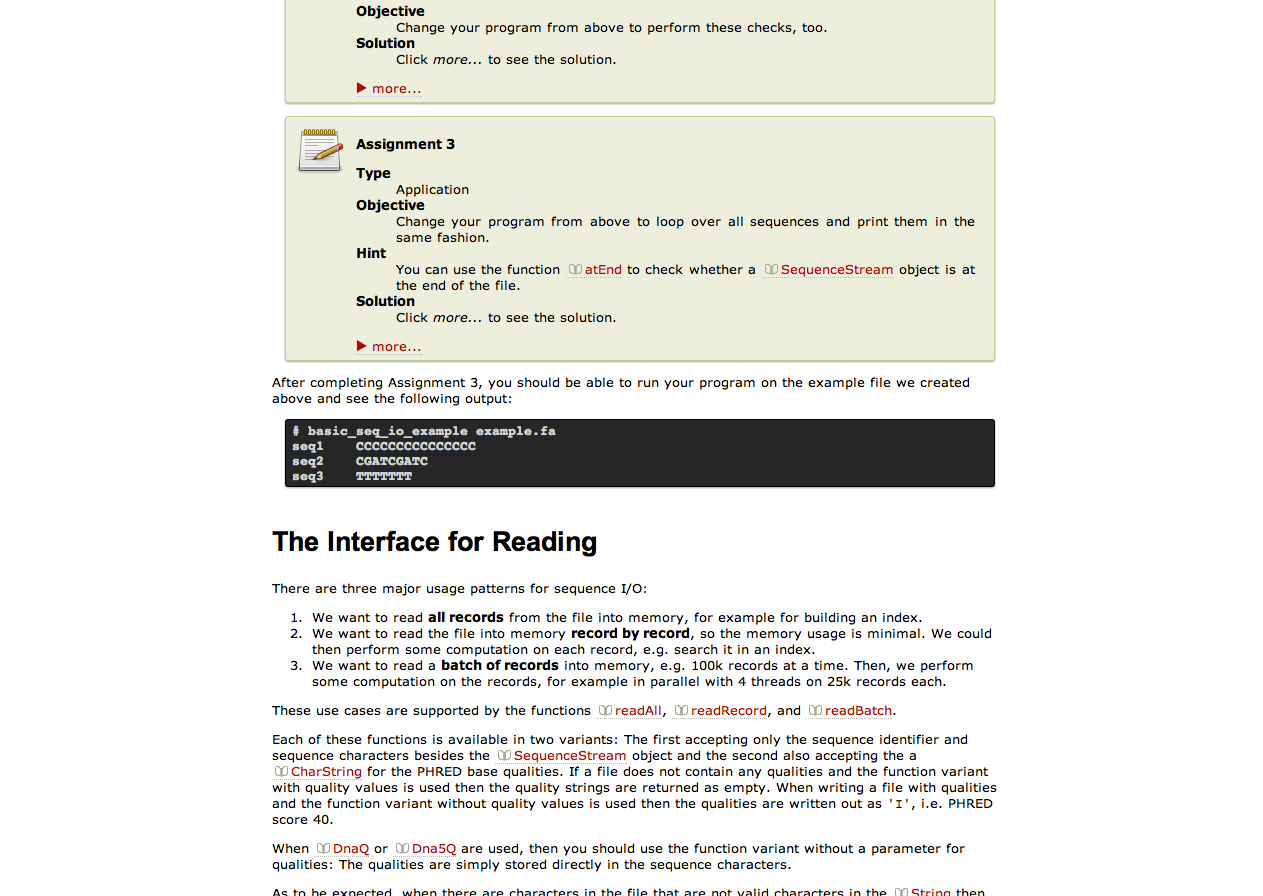 Objective
Change your program from above to perform these checks, too.
Solution
Click more... to see the solution.
▶ more...
Assignment 3
Type
Application
Objective
Change your program from above to loop over all sequences and print them in the
same fashion.
Hint
You can use the function atEnd to check whether a SequenceStream object is at
the end of the file.
Solution
Click more... to see the solution.
▶ more...
After completing Assignment 3, you should be able to run your program on the example file we created
above and see the following output:
# basic_seq_io_example example.fa
seq1    CCCCCCCCCCCCCCC
seq2    CGATCGATC
seq3    TTTTTTT
The Interface for Reading
There are three major usage patterns for sequence I/O:
1. We want to read all records from the file into memory, for example for building an index.
2. We want to read the file into memory record by record, so the memory usage is minimal. We could
then perform some computation on each record, e.g. search it in an index.
3. We want to read a batch of records into memory, e.g. 100k records at a time. Then, we perform
some computation on the records, for example in parallel with 4 threads on 25k records each.
These use cases are supported by the functions readAll, readRecord, and readBatch.
Each of these functions is available in two variants: The first accepting only the sequence identifier and
sequence characters besides the SequenceStream object and the second also accepting the a
CharString for the PHRED base qualities. If a file does not contain any qualities and the function variant
with quality values is used then the quality strings are returned as empty. When writing a file with qualities
and the function variant without quality values is used then the qualities are written out as 'I', i.e. PHRED
score 40.
When DnaQ or Dna5Q are used, then you should use the function variant without a parameter for
qualities: The qualities are simply stored directly in the sequence characters.
As to be expected, when there are characters in the file that are not valid characters in the String then